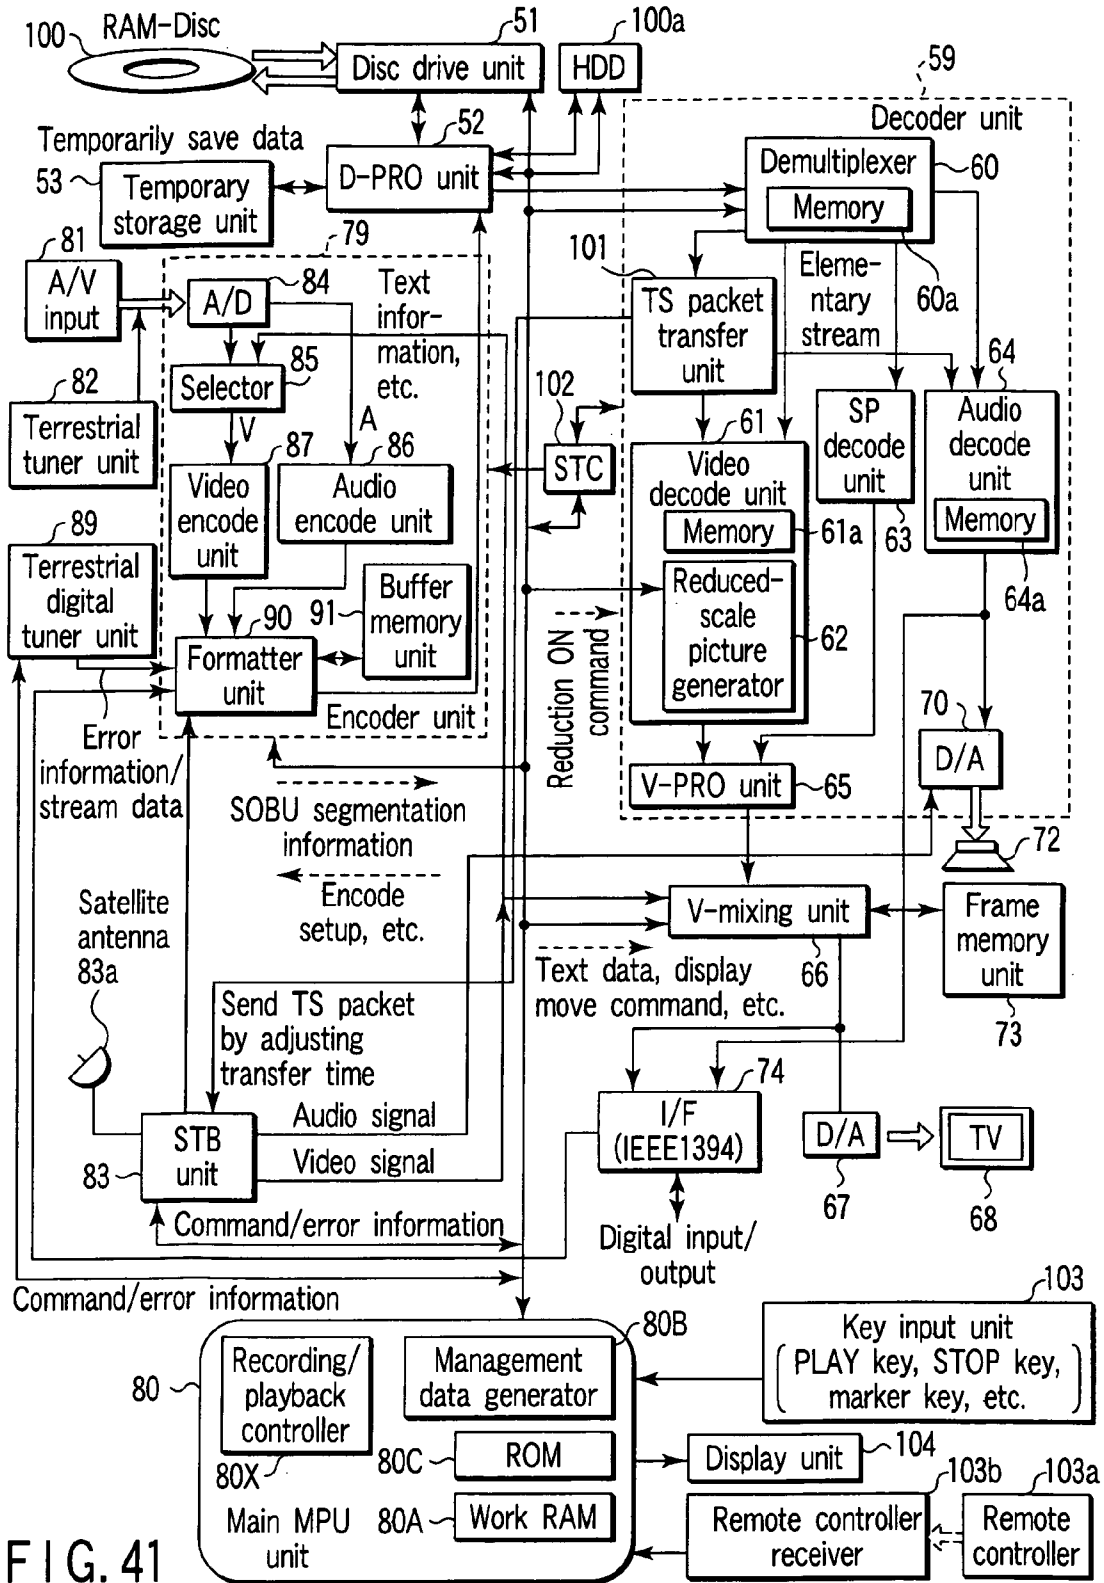 RAM-Disc
100
51
Disc drive unit
100a
HDD
59
Decoder unit
Temporarily save data
53
Temporary
storage unit
52
D-PRO unit
Demultiplexer
60
Memory
60a
81
A/V
input
79
A/D
84
Text
infor-
mation,
etc.
101
TS packet
transfer
unit
Elemen-
ntary
stream
Selector
85
82
Terrestrial
tuner unit
V
A
102
STC
87
Video
encode
unit
86
Audio
encode unit
61
Video
decode unit
Memory
61a
SP
decode
unit
63
64
Audio
decode
unit
Memory
64a
89
Terrestrial
digital
tuner unit
90
Formatter
unit
91
Buffer
memory
unit
Encoder unit
Reduced-
scale
picture
generator
62
Reduction ON
command
Error
information/
stream data
SOBU segmentation
information
Encode
setup, etc.
V-PRO unit
65
70
D/A
72
Satellite
antenna
83a
V-mixing unit
66
Frame
memory
unit
73
Text data, display
move command, etc.
Send TS packet
by adjusting
transfer time
STB
unit
83
Audio signal
Video signal
74
I/F
(IEEE1394)
D/A
67
TV
68
Command/error information
Digital input/
output
Command/error information
80
Recording/
playback
controller
80X
80B
Management
data generator
80C
ROM
80A
Work RAM
Main MPU
unit
103
Key input unit
(PLAY key, STOP key,
marker key, etc.)
Display unit
104
103b
Remote controller
receiver
103a
Remote
controller
FIG. 41